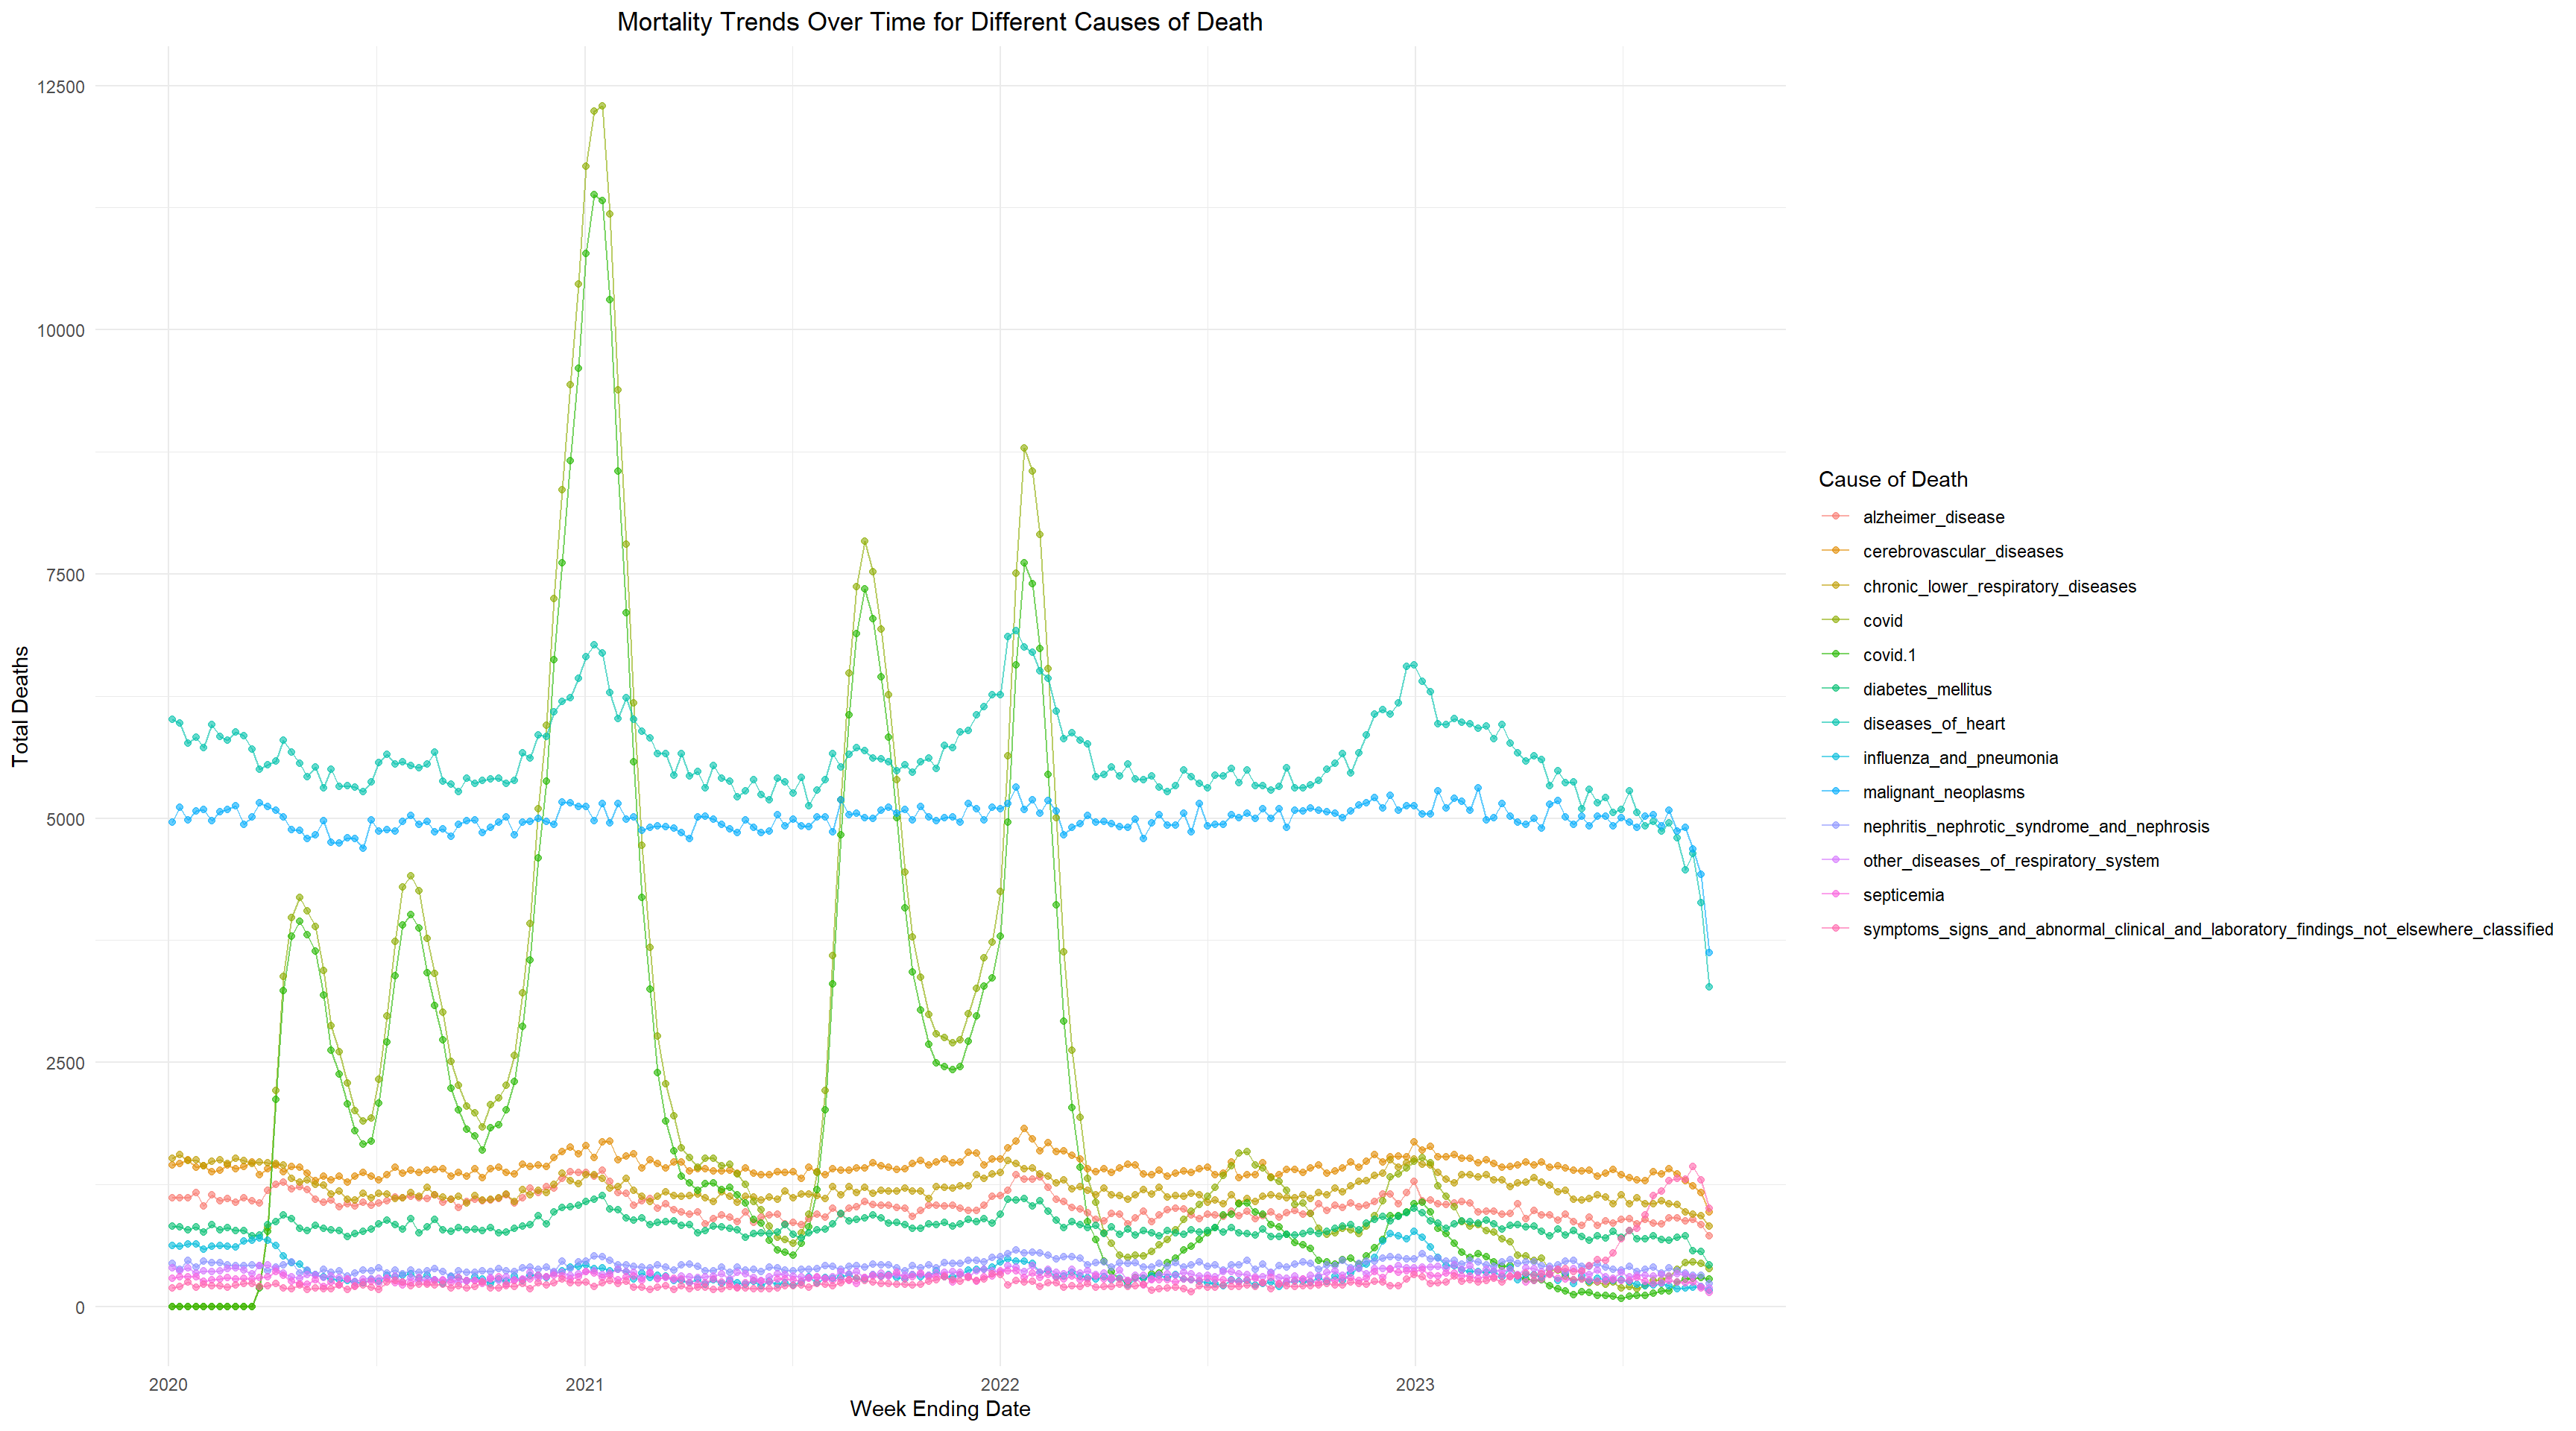 Mortality Trends Over Time for Different Causes of Death
12500
10000
7500
5000
2500
0
Total Deaths
2020
2021
2022
2023
Week Ending Date
Cause of Death
alzheimer_disease
cerebrovascular_diseases
chronic_lower_respiratory_diseases
covid
covid.1
diabetes_mellitus
diseases_of_heart
influenza_and_pneumonia
malignant_neoplasms
nephritis_nephrotic_syndrome_and_nephrosis
other_diseases_of_respiratory_system
septicemia
symptoms_signs_and_abnormal_clinical_and_laboratory_findings_not_elsewhere_classified